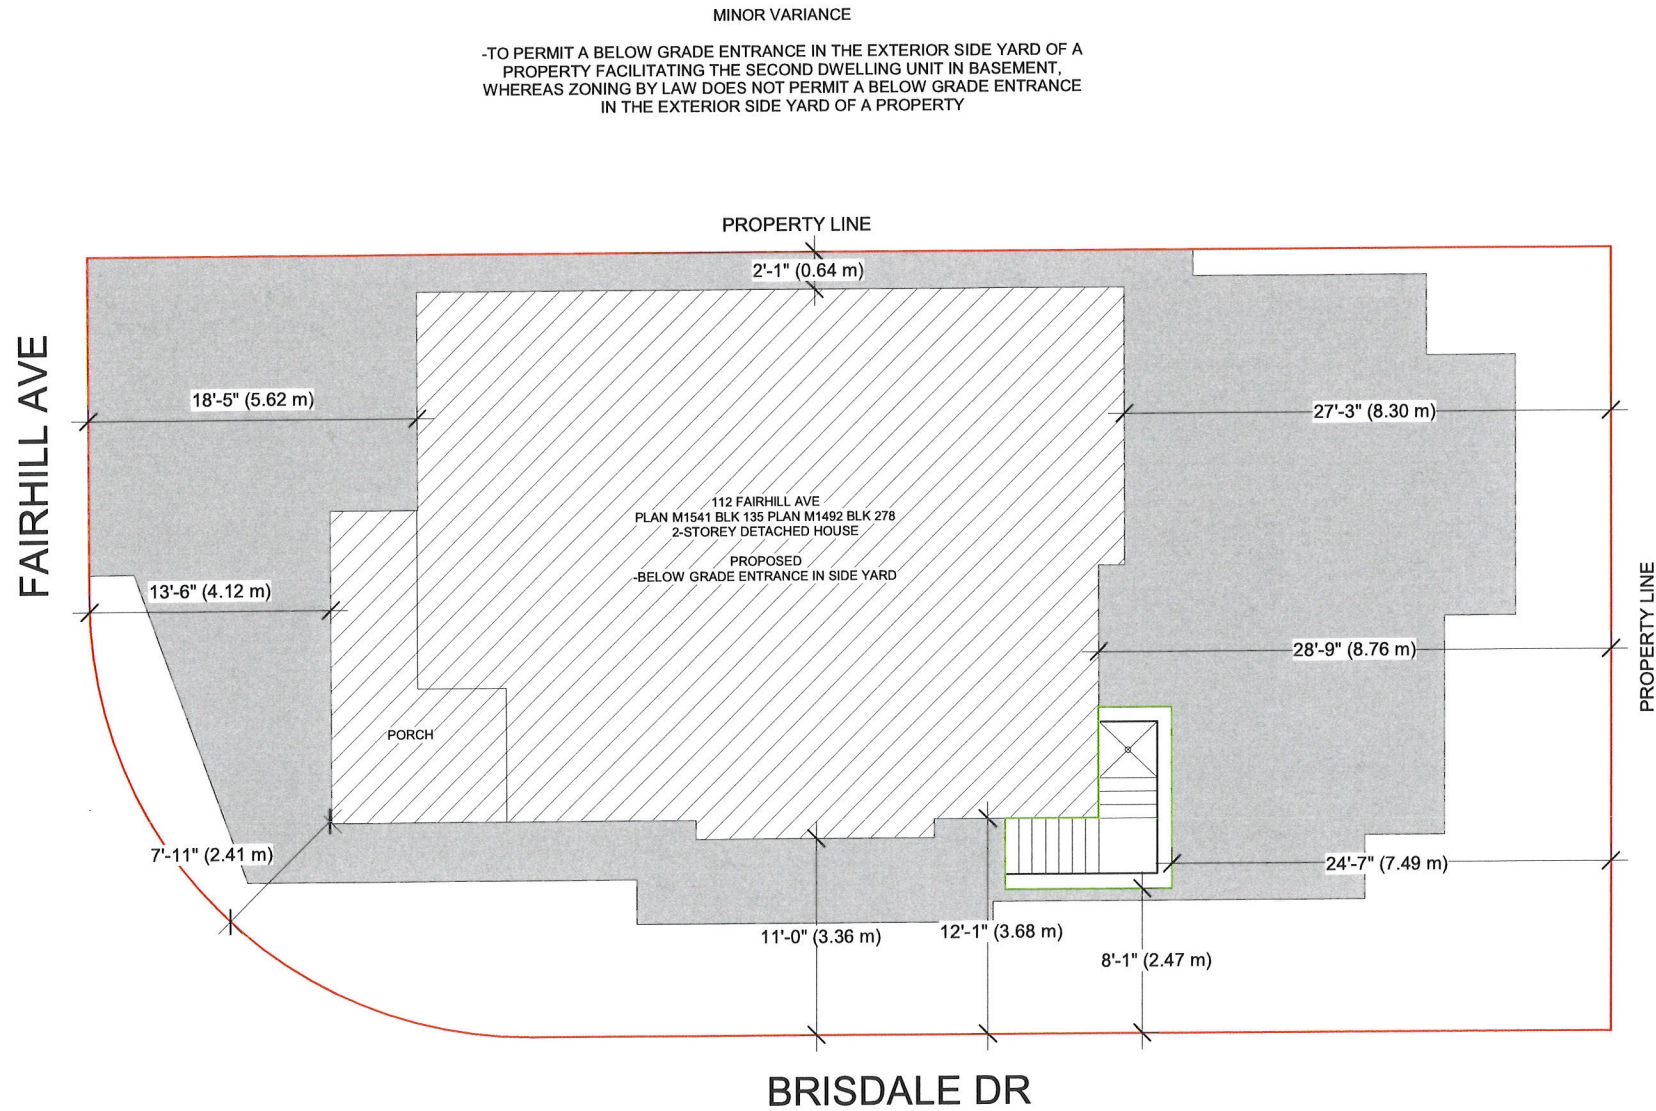 MINOR VARIANCE
-TO PERMIT A BELOW GRADE ENTRANCE IN THE EXTERIOR SIDE YARD OF A
PROPERTY FACILITATING THE SECOND DWELLING UNIT IN BASEMENT,
WHEREAS ZONING BY LAW DOES NOT PERMIT A BELOW GRADE ENTRANCE
IN THE EXTERIOR SIDE YARD OF A PROPERTY
PROPERTY LINE
2'-1" (0.64 m)
FAIRHILL AVE
18'-5" (5.62 m)
27'-3" (8.30 m)
112 FAIRHILL AVE
PLAN M1541 BLK 135 PLAN M1492 BLK 278
2-STOREY DETACHED HOUSE
PROPOSED
-BELOW GRADE ENTRANCE IN SIDE YARD
13'-6" (4.12 m)
28'-9" (8.76 m)
PROPERTY LINE
PORCH
7'-11" (2.41 m)
24'-7" (7.49 m)
11'-0" (3.36 m)
12'-1" (3.68 m)
8'-1" (2.47 m)
BRISDALE DR